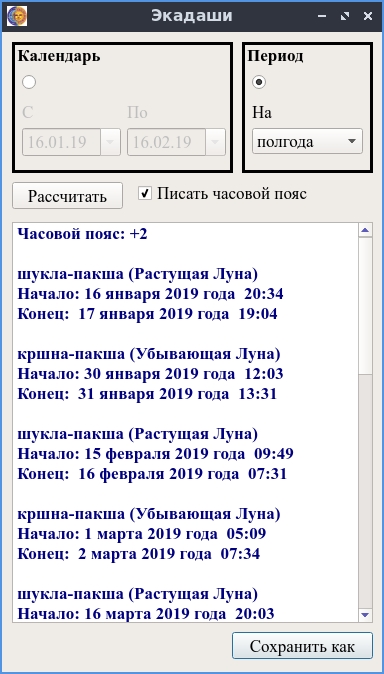 Экадаши
Календарь
Период
С
По
На
16.01.19
16.02.19
полгода
Рассчитать
Писать часовой пояс
Часовой пояс: +2
шукла-пакша (Растущая Луна)
Начало: 16 января 2019 года 20:34
Конец: 17 января 2019 года 19:04
кршна-пакша (Убывающая Луна)
Начало: 30 января 2019 года 12:03
Конец: 31 января 2019 года 13:31
шукла-пакша (Растущая Луна)
Начало: 15 февраля 2019 года 09:49
Конец: 16 февраля 2019 года 07:31
кршна-пакша (Убывающая Луна)
Начало: 1 марта 2019 года 05:09
Конец: 2 марта 2019 года 07:34
шукла-пакша (Растущая Луна)
Начало: 16 марта 2019 года 20:03
Сохранить как